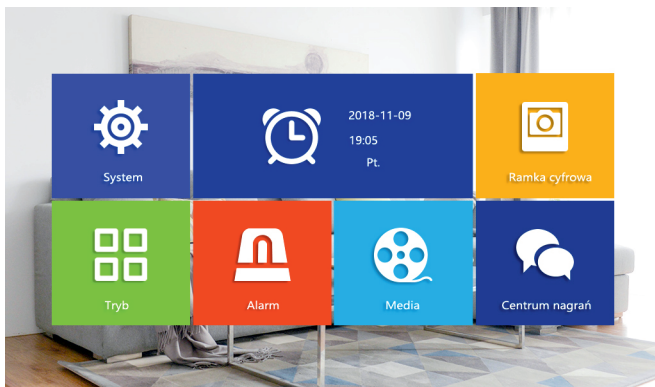 System
2018-11-09
19:05
Pt.
Ramka cyfrowa
Tryb
Alarm
Media
Centrum nagrań